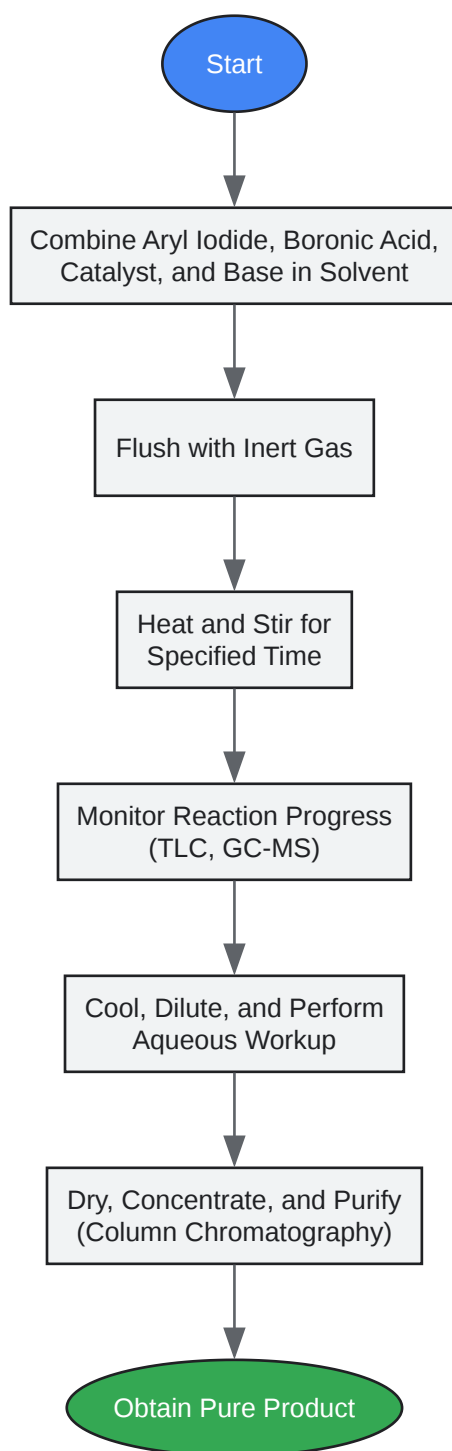 Start
Combine Aryl Iodide, Boronic Acid,
Catalyst, and Base in Solvent
Flush with Inert Gas
Heat and Stir for
Specified Time
Monitor Reaction Progress
(TLC, GC-MS)
Cool, Dilute, and Perform
Aqueous Workup
Dry, Concentrate, and Purify
(Column Chromatography)
Obtain Pure Product